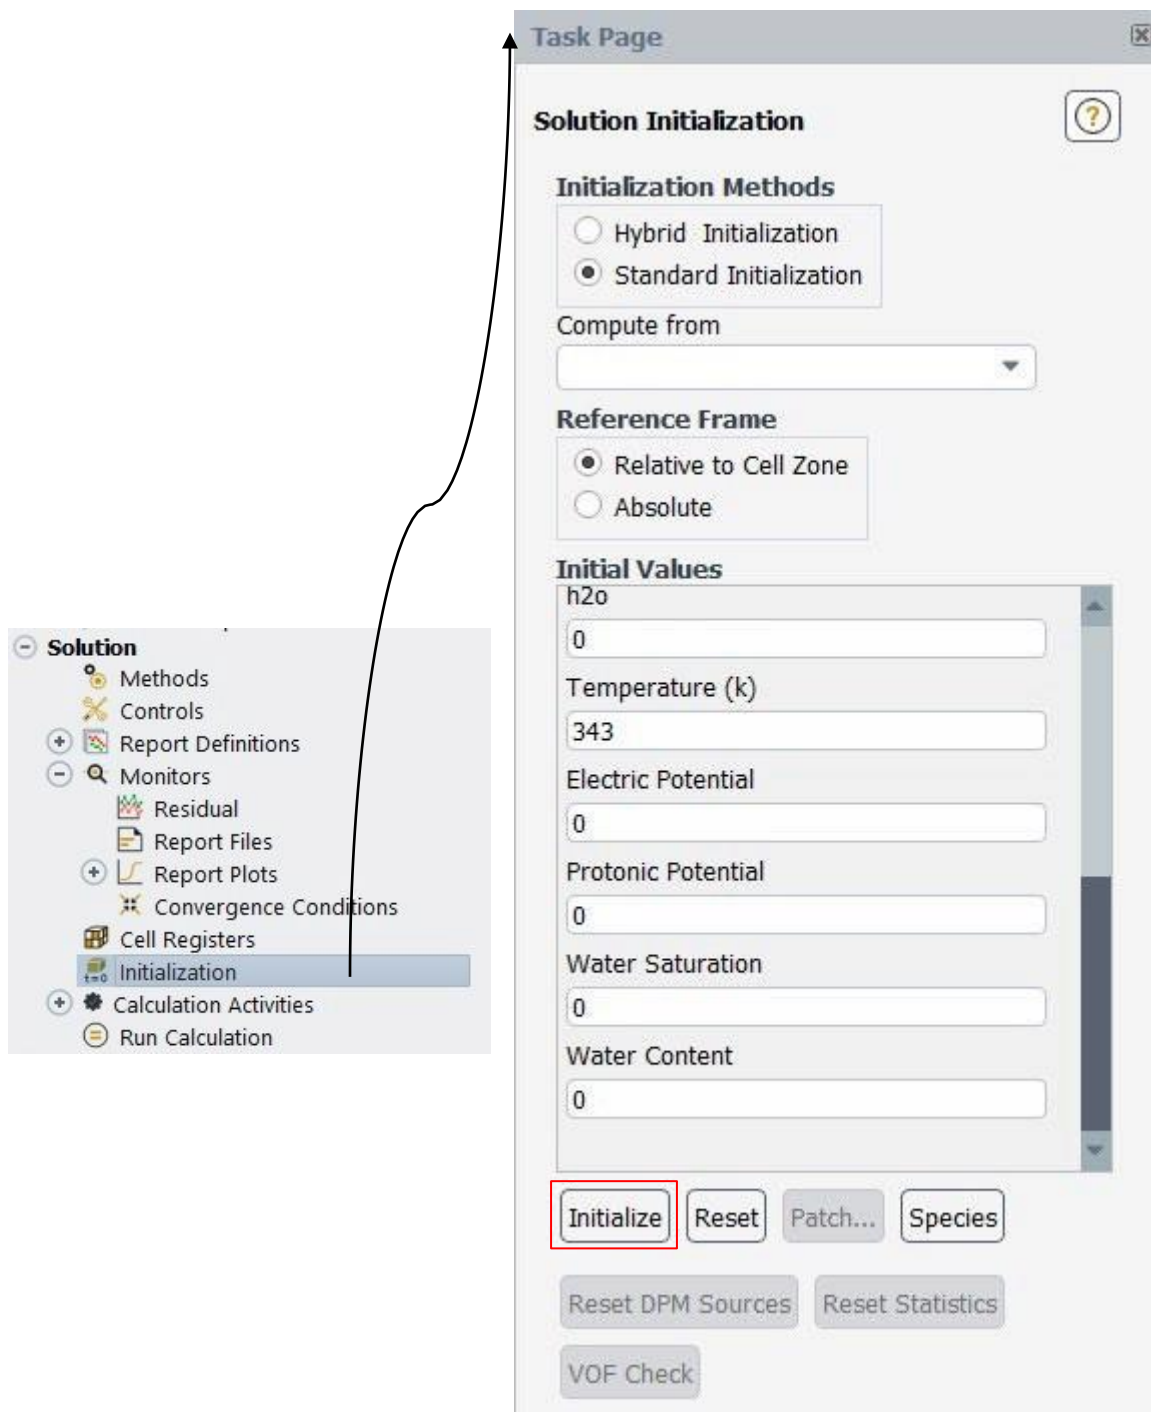 Task Page
Solution Initialization
Initialization Methods
Hybrid Initialization
Standard Initialization
Compute from
Reference Frame
Relative to Cell Zone
Absolute
Initial Values
h2o
0
Temperature (k)
343
Electric Potential
0
Protonic Potential
0
Water Saturation
0
Water Content
0
Initialize Reset Patch... Species
Reset DPM Sources Reset Statistics
VOF Check
Solution
Methods
Controls
Report Definitions
Monitors
Residual
Report Files
Report Plots
Convergence Conditions
Cell Registers
t=0 Initialization
Calculation Activities
Run Calculation